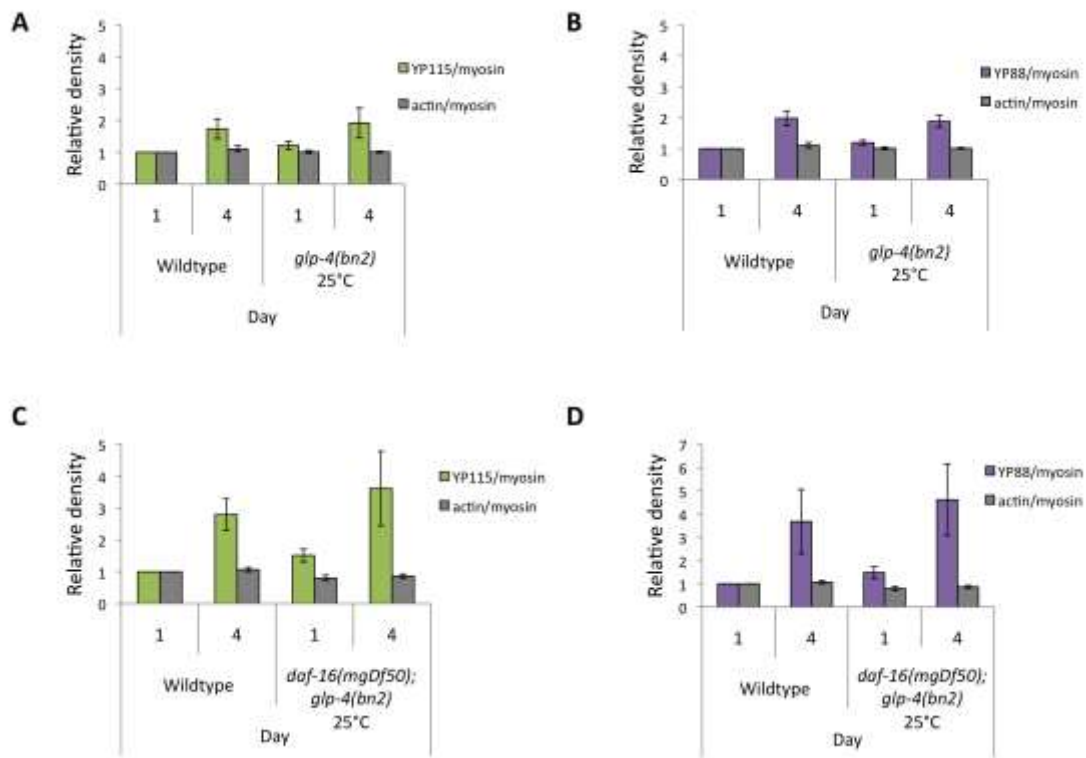 A
Relative density
5
4
3
2
1
0
YP115/myosin
actin/myosin
1 4 1 4
Wildtype
glp-4(bn2)
25°C
Day
B
Relative density
5
4
3
2
1
0
YP88/myosin
actin/myosin
1 4 1 4
Wildtype
glp-4(bn2)
25°C
Day
C
Relative density
5
4
3
2
1
0
YP115/myosin
actin/myosin
1 4 1 4
Wildtype
daf-16(mgDf50);
glp-4(bn2)
25°C
Day
D
Relative density
7
6
5
4
3
2
1
0
YP88/myosin
actin/myosin
1 4 1 4
Wildtype
daf-16(mgDf50);
glp-4(bn2)
25°C
Day